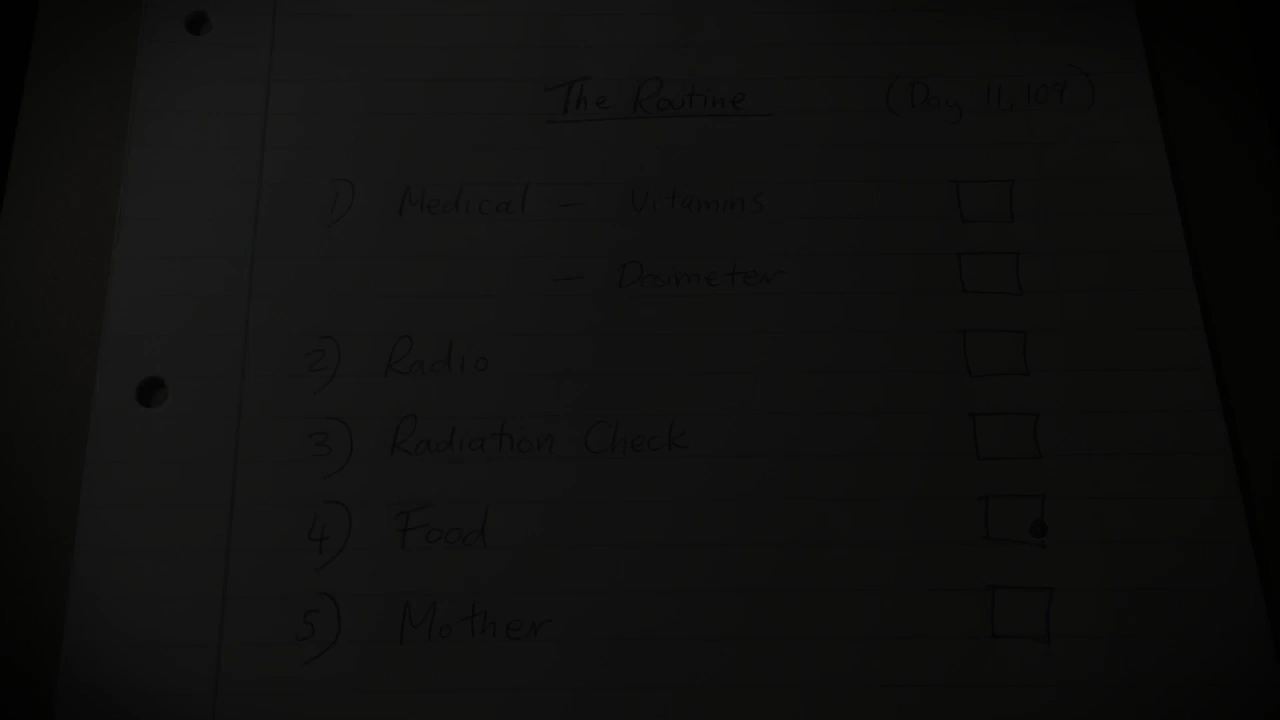 The Routine (Day 11,109)
1) Medical - Vitamins
- Dosimeter
2) Radio
3) Radiation Check
4) Food
5) Mother